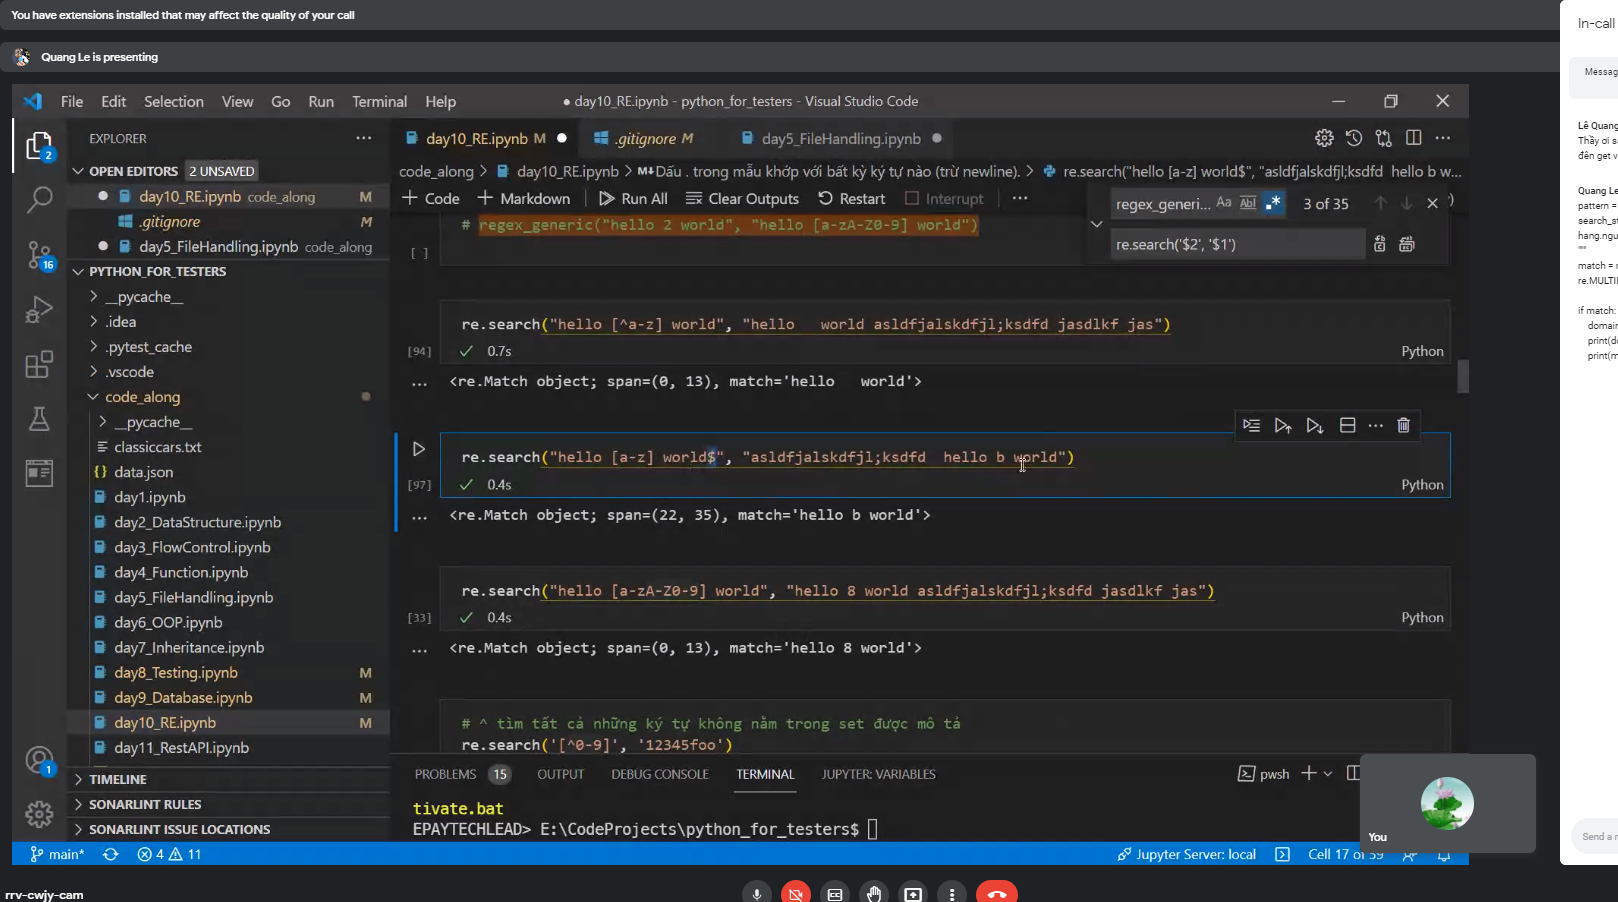 You have extensions installed that may affect the quality of your call
Quang Le is presenting
File Edit Selection View Go Run Terminal Help
● day10_RE.ipynb - python_for_testers - Visual Studio Code
EXPLORER
OPEN EDITORS 2 UNSAVED
day10_RE.ipynb code_along M
.gitignore M
day5_FileHandling.ipynb code_along
PYTHON_FOR_TESTERS
__pycache__
.idea
.pytest_cache
.vscode
code_along
__pycache__
classiccars.txt
data.json
day1.ipynb
day2_DataStructure.ipynb
day3_FlowControl.ipynb
day4_Function.ipynb
day5_FileHandling.ipynb
day6_OOP.ipynb
day7_Inheritance.ipynb
day8_Testing.ipynb M
day9_Database.ipynb M
day10_RE.ipynb M
day11_RestAPI.ipynb
TIMELINE
SONARLINT RULES
SONARLINT ISSUE LOCATIONS
2
16
1
day10_RE.ipynb M .gitignore M day5_FileHandling.ipynb
code_along > day10_RE.ipynb > M↓Dấu . trong mẫu khớp với bất kỳ ký tự nào (trừ newline). > re.search("hello [a-z] world$", "asldfjalskdfjl;ksdfd hello b w...
+ Code + Markdown Run All Clear Outputs Restart Interrupt ...
regex_generi... Aa Abl .* 3 of 35
re.search('$2', '$1')
# regex_generic("hello 2 world", "hello [a-zA-Z0-9] world")
[ ]
re.search("hello [^a-z] world", "hello   world asldfjalskdfjl;ksdfd jasdlkf jas")
[94] 0.7s Python
... <re.Match object; span=(0, 13), match='hello   world'>
re.search("hello [a-z] world$", "asldfjalskdfjl;ksdfd  hello b world")
[97] 0.4s Python
... <re.Match object; span=(22, 35), match='hello b world'>
re.search("hello [a-zA-Z0-9] world", "hello 8 world asldfjalskdfjl;ksdfd jasdlkf jas")
[33] 0.4s Python
... <re.Match object; span=(0, 13), match='hello 8 world'>
# ^ tìm tất cả những ký tự không nằm trong set được mô tả
re.search('[^0-9]', '12345foo')
PROBLEMS 15 OUTPUT DEBUG CONSOLE TERMINAL JUPYTER: VARIABLES
pwsh
tivate.bat
EPAYTECHLEAD> E:\CodeProjects\python_for_testers$
main* 4 11
Jupyter Server: local Cell 17 of 59
You
rrv-cwjy-cam
In-call
Messag
Lê Quang
Thầy ơi s
đên get v
Quang Le
pattern =
search_st
hang.ngu
"""
match = r
re.MULTI
if match:
domain
print(d
print(m
Send a